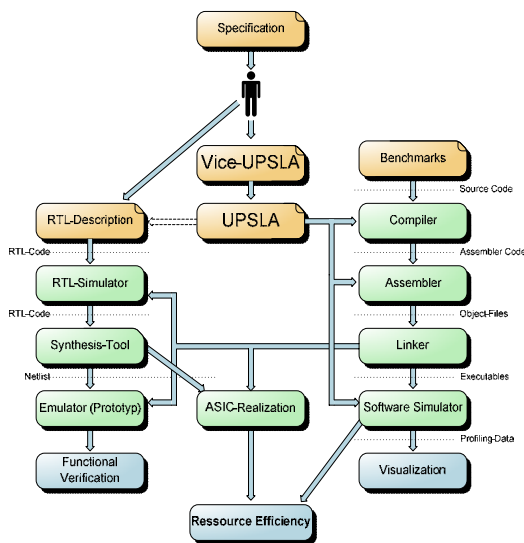 Specification
Vice-UPSLA
Benchmarks
Source Code
RTL-Description
UPSLA
Compiler
RTL-Code
Assembler Code
RTL-Simulator
Assembler
RTL-Code
Object-Files
Synthesis-Tool
Linker
Netlist
Executables
Emulator (Prototyp)
ASIC-Realization
Software Simulator
Profiling-Data
Functional
Verification
Visualization
Ressource Efficiency